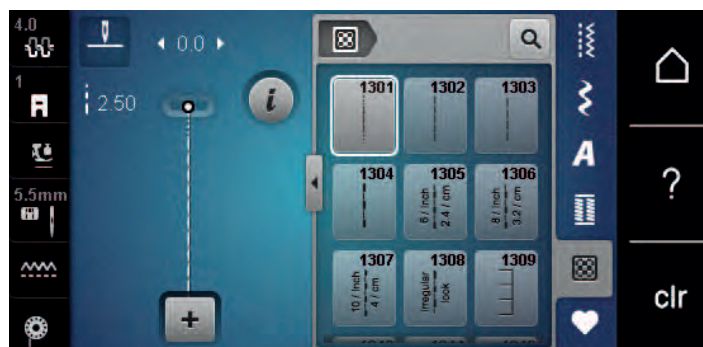 4.0
0.0
1301
1302
1303
1
2.50
i
A
1304
1305
6 / Inch
2.4 / cm
1306
8 / Inch
3.2 / cm
?
5.5mm
1307
10 / Inch
4 / cm
1308
irregular
look
1309
+
clr